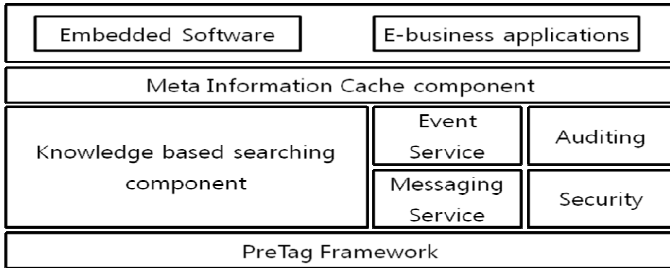 Embedded Software
E-business applications
Meta Information Cache component
Knowledge based searching
component
Event
Service
Auditing
Messaging
Service
Security
PreTag Framework